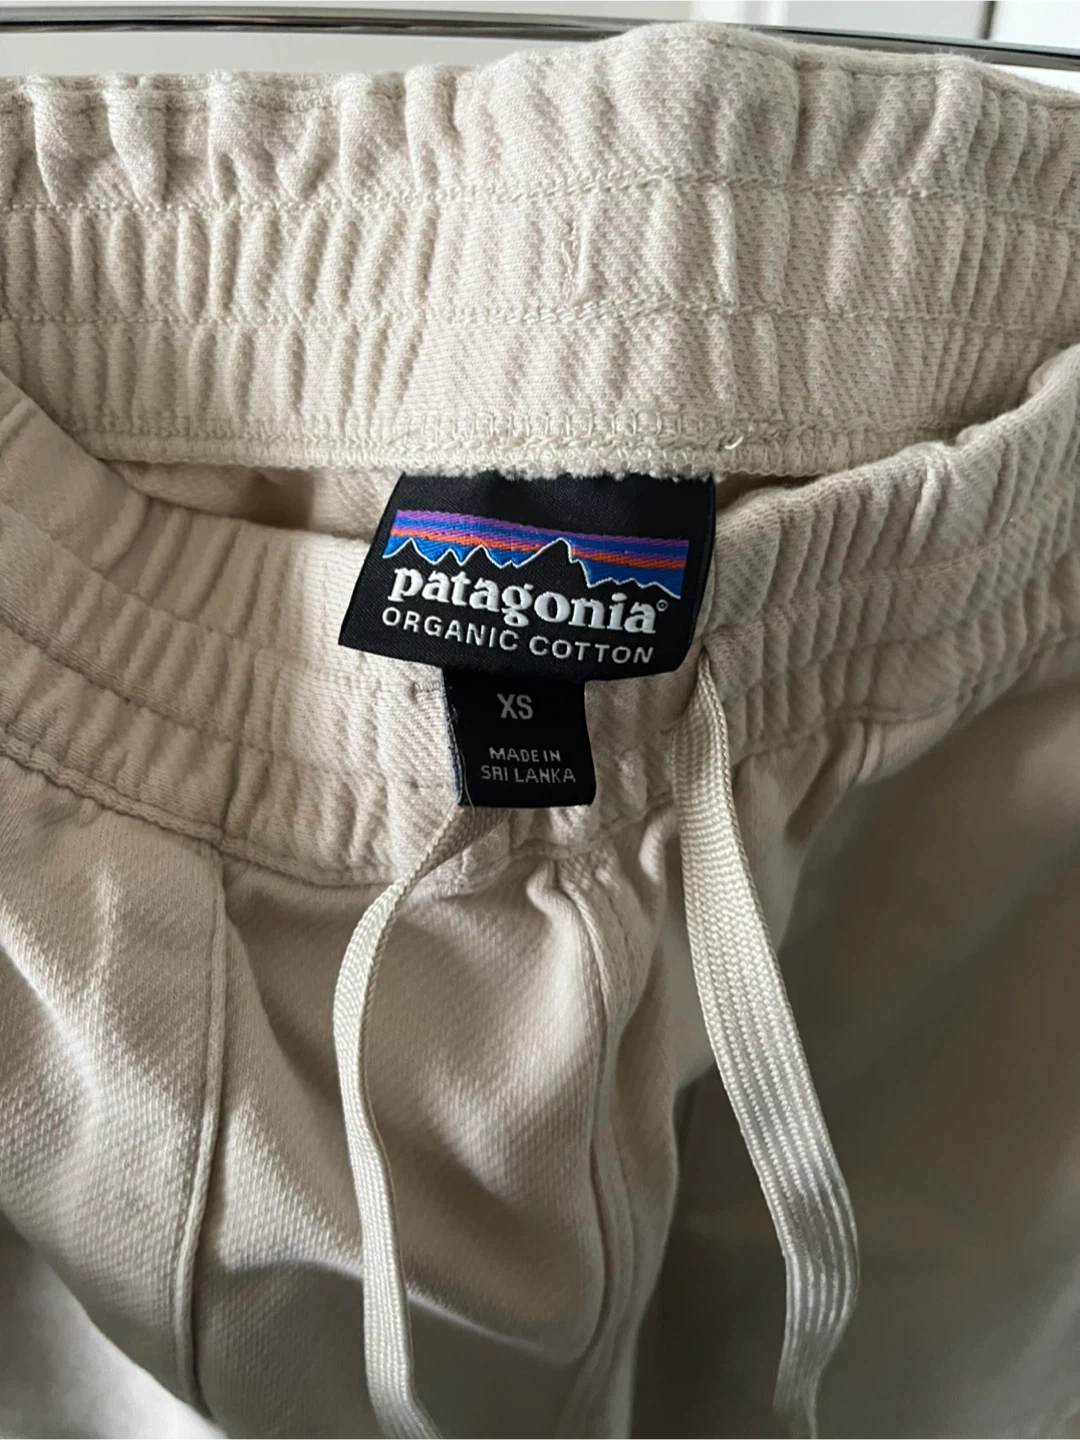 patagonia®
ORGANIC COTTON
XS
MADE IN
SRI LANKA